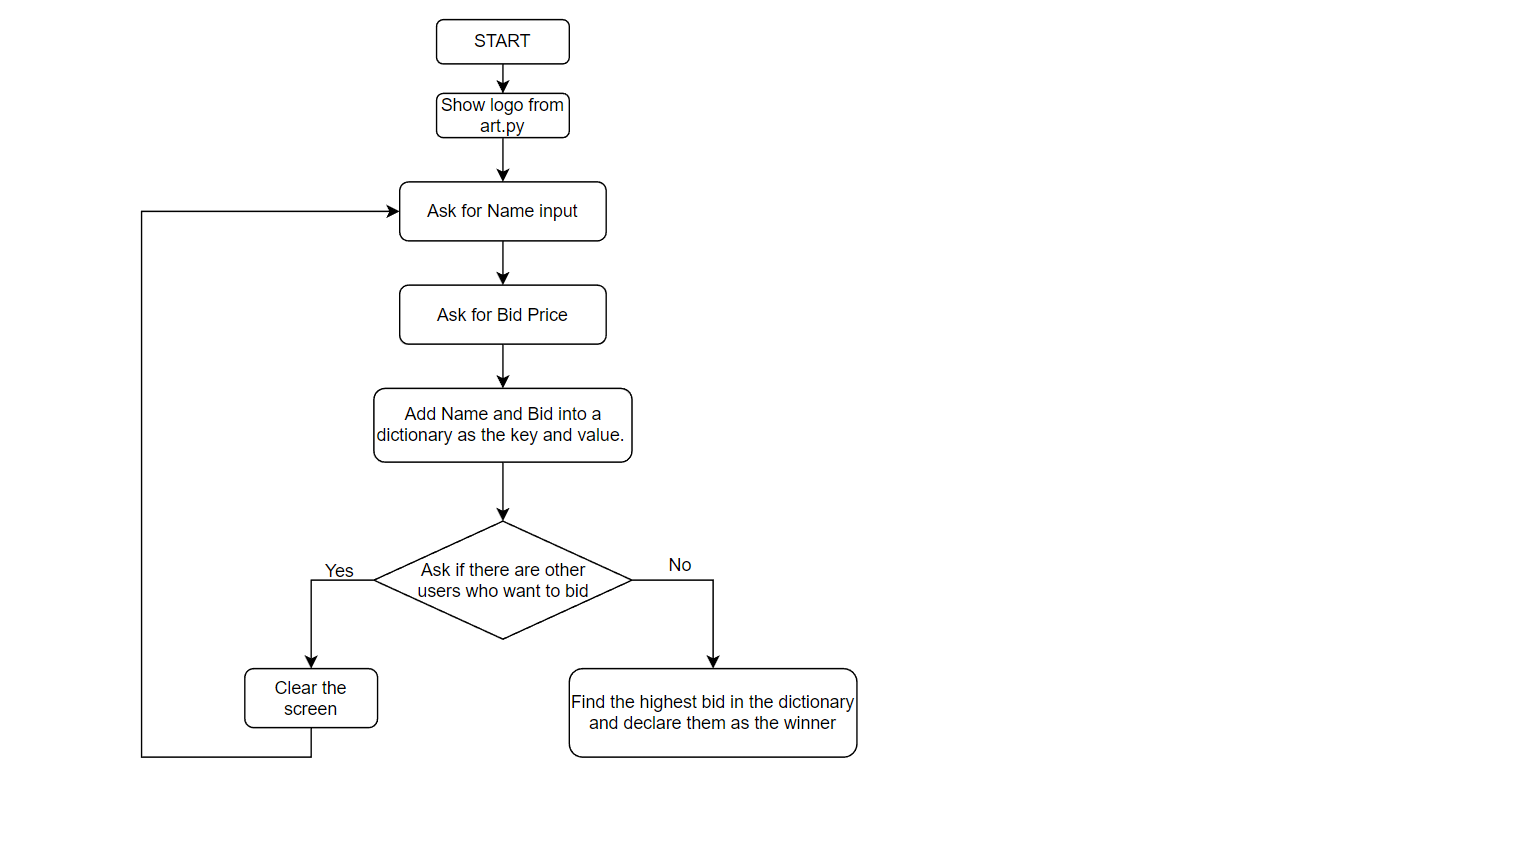 START
Show logo from
art.py
Ask for Name input
Ask for Bid Price
Add Name and Bid into a
dictionary as the key and value.
Ask if there are other
users who want to bid
Yes
No
Clear the
screen
Find the highest bid in the dictionary
and declare them as the winner